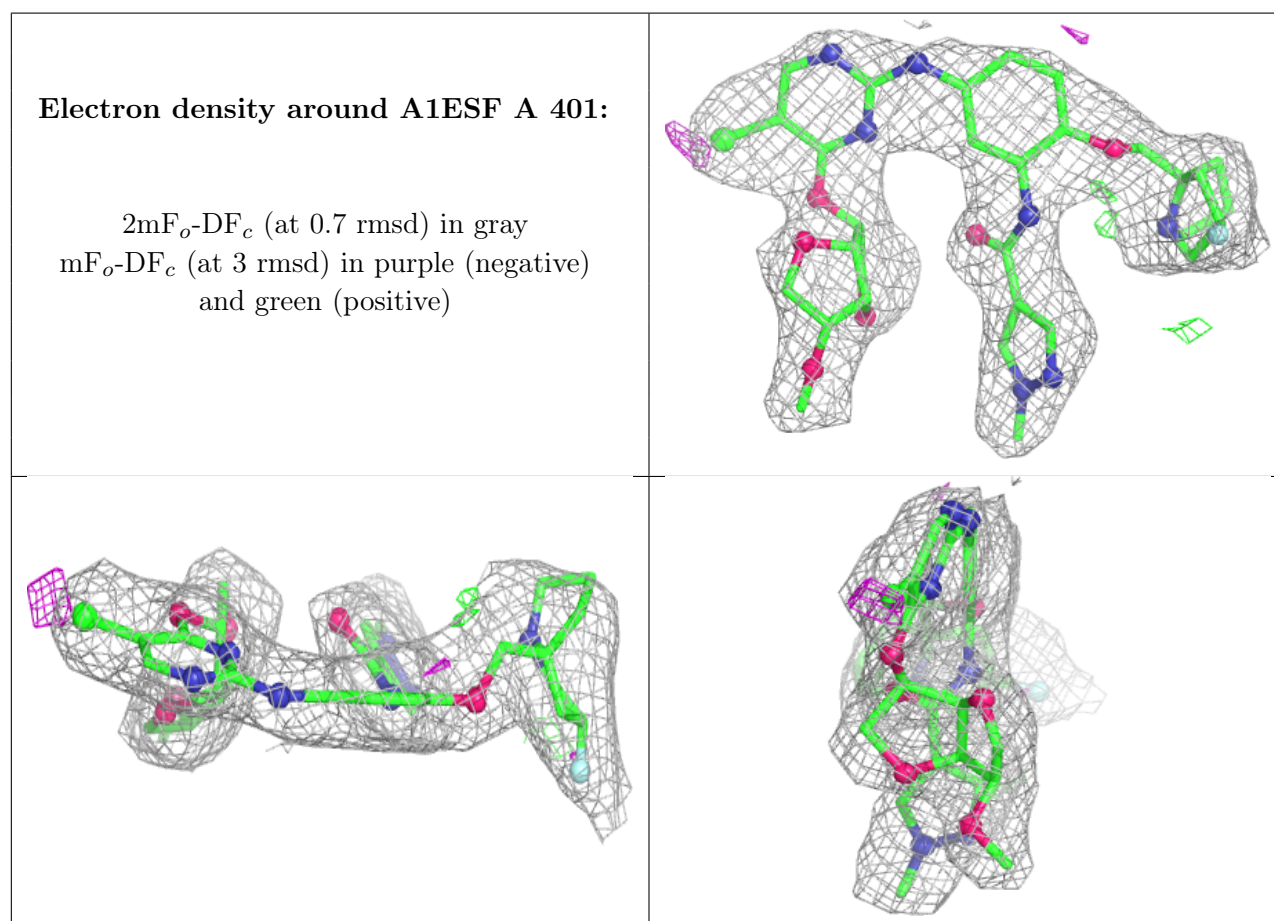 Electron density around A1ESF A 401:
2mFo-DFc (at 0.7 rmsd) in gray
mFo-DFc (at 3 rmsd) in purple (negative)
and green (positive)